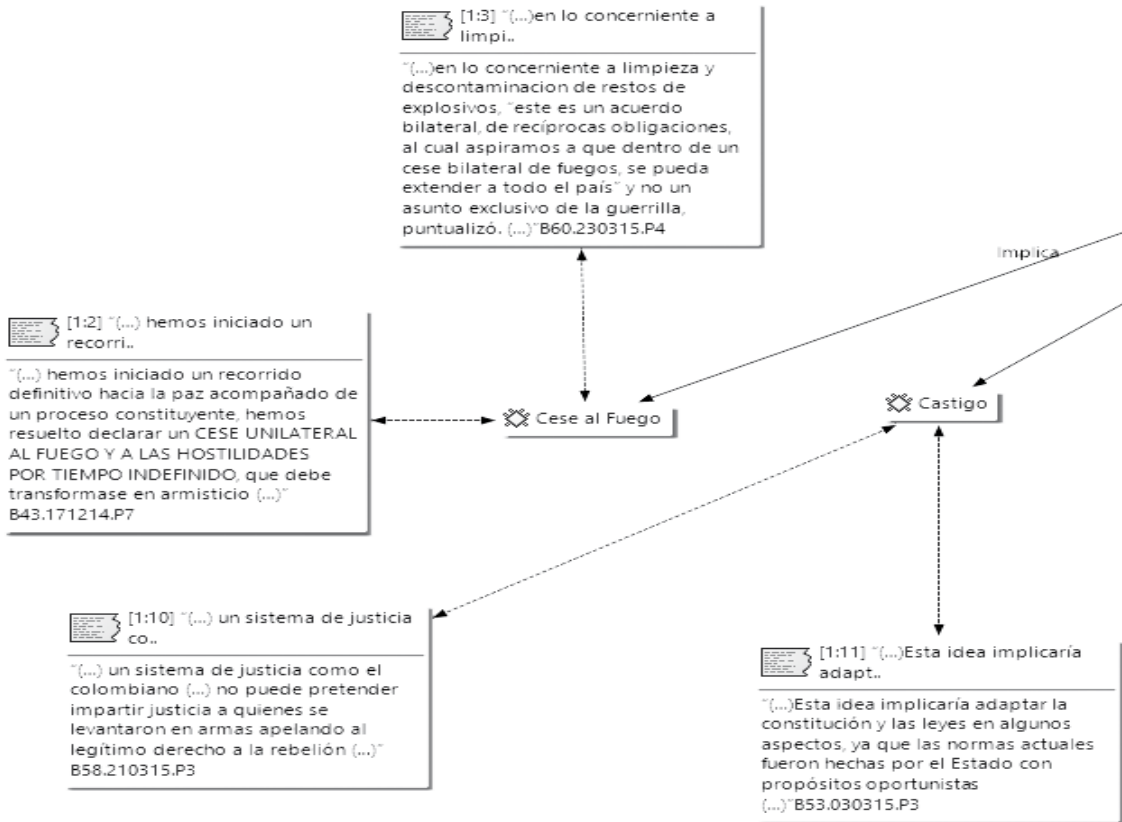 [1:3] ¨(...)en lo concerniente a
limpi..
¨(...)en lo concerniente a limpieza y
descontaminacion de restos de
explosivos, ¨este es un acuerdo
bilateral, de recíprocas obligaciones,
al cual aspiramos a que dentro de un
cese bilateral de fuegos, se pueda
extender a todo el país¨ y no un
asunto exclusivo de la guerrilla,
puntualizó. (...)¨B60.230315.P4
Implica
[1:2] ¨(...) hemos iniciado un
recorri..
¨(...) hemos iniciado un recorrido
definitivo hacia la paz acompañado de
un proceso constituyente, hemos
resuelto declarar un CESE UNILATERAL
AL FUEGO Y A LAS HOSTILIDADES
POR TIEMPO INDEFINIDO, que debe
transformase en armisticio (...)¨
B43.171214.P7
Cese al Fuego
Castigo
[1:10] ¨(...) un sistema de justicia
co..
¨(...) un sistema de justicia como el
colombiano (...) no puede pretender
impartir justicia a quienes se
levantaron en armas apelando al
legítimo derecho a la rebelión (...)¨
B58.210315.P3
[1:11] ¨(...)Esta idea implicaría
adapt..
¨(...)Esta idea implicaría adaptar la
constitución y las leyes en algunos
aspectos, ya que las normas actuales
fueron hechas por el Estado con
propósitos oportunistas
(...)¨B53.030315.P3